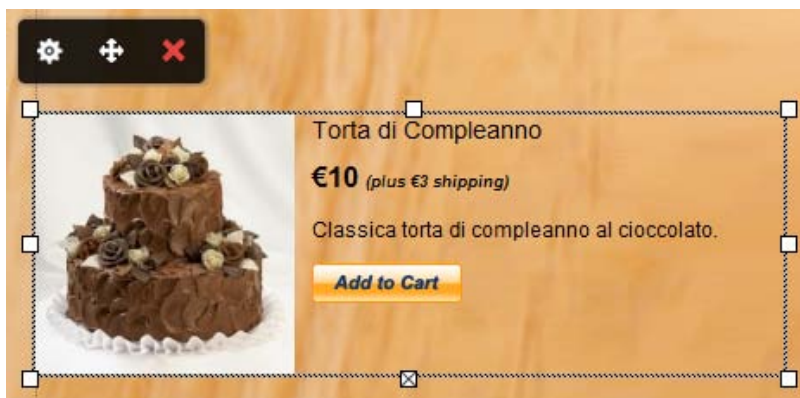 Torta di Compleanno
€10 (plus €3 shipping)
Classica torta di compleanno al cioccolato.
Add to Cart